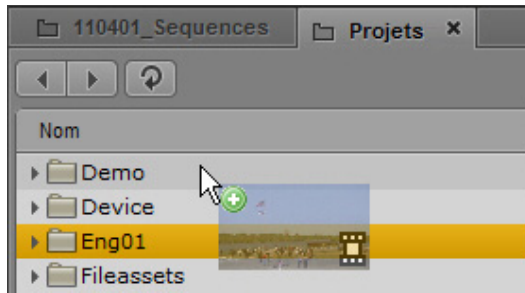 110401_Sequences
Projets
Nom
Demo
Device
Eng01
Fileassets